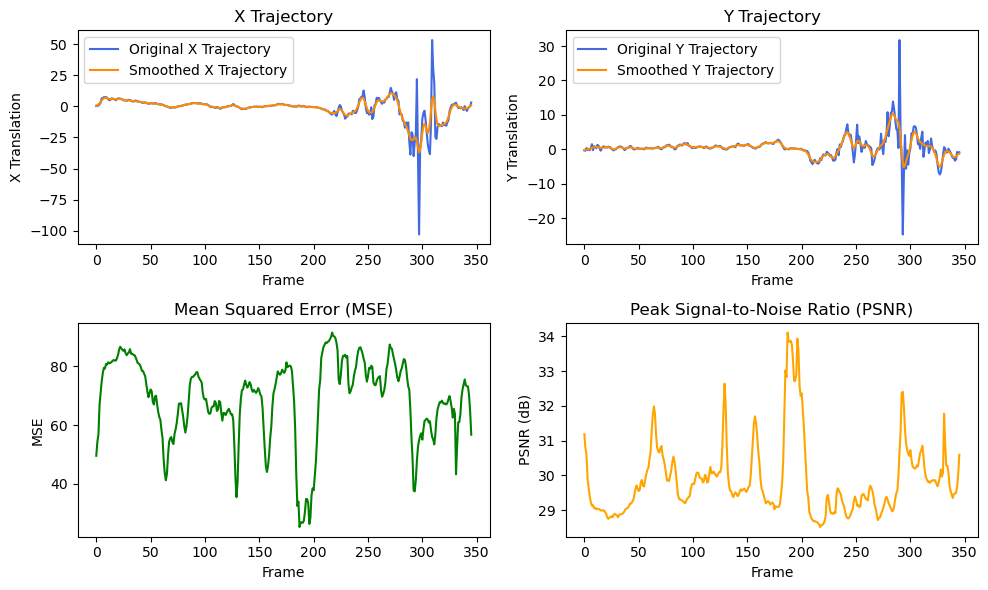 X Trajectory
Original X Trajectory
Smoothed X Trajectory
X Translation
50
25
0
−25
−50
−75
−100
0 50 100 150 200 250 300 350
Frame
Y Trajectory
Original Y Trajectory
Smoothed Y Trajectory
Y Translation
30
20
10
0
−10
−20
0 50 100 150 200 250 300 350
Frame
Mean Squared Error (MSE)
MSE
80
60
40
0 50 100 150 200 250 300 350
Frame
Peak Signal-to-Noise Ratio (PSNR)
PSNR (dB)
34
33
32
31
30
29
0 50 100 150 200 250 300 350
Frame